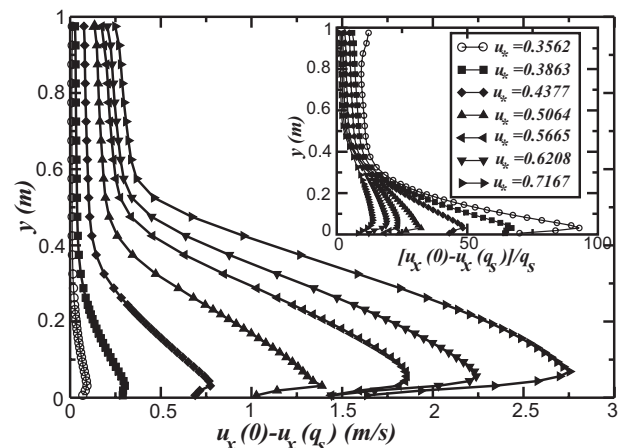 1
0.8
0.6
0.4
0.2
0
y (m)
0 0.5 1 1.5 2 2.5 3
u_x(0)-u_x(q_s) (m/s)
1
0.8
0.6
0.4
0.2
0
y (m)
0 50 100
[u_x(0)-u_x(q_s)]/q_s
u_*=0.3562
u_*=0.3863
u_*=0.4377
u_*=0.5064
u_*=0.5665
u_*=0.6208
u_*=0.7167